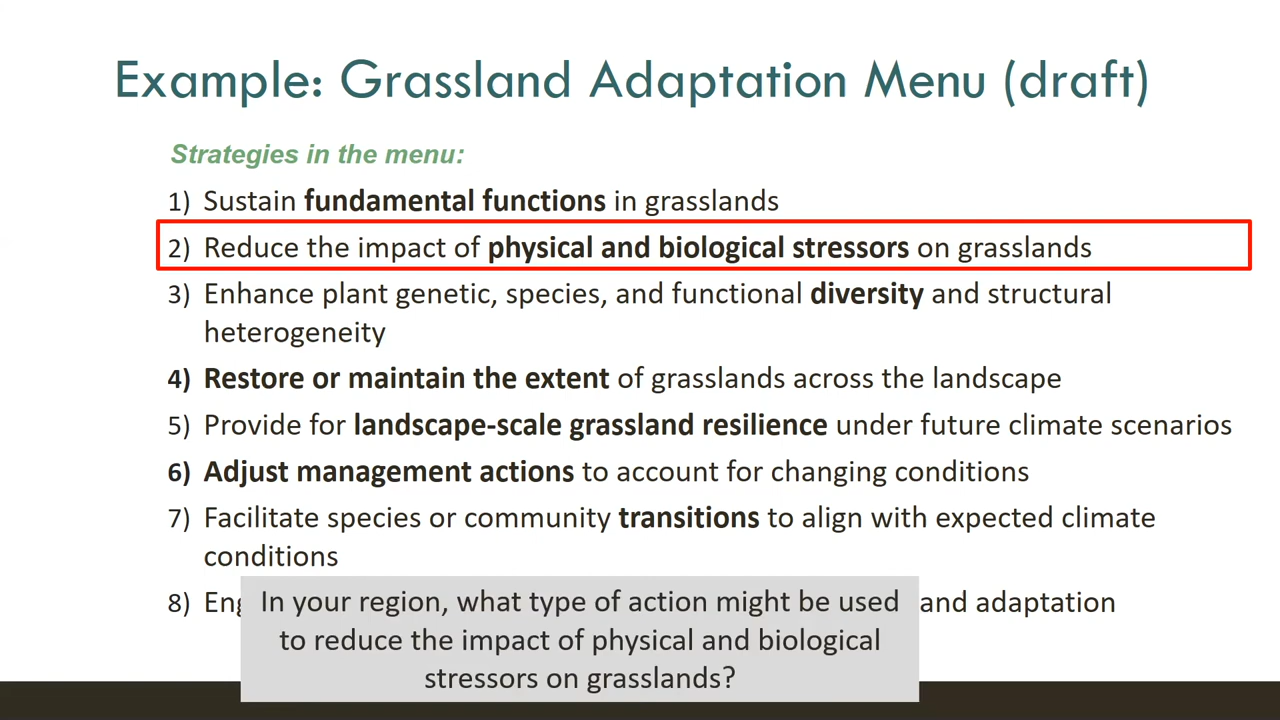 Example: Grassland Adaptation Menu (draft)
Strategies in the menu:
1) Sustain fundamental functions in grasslands
2) Reduce the impact of physical and biological stressors on grasslands
3) Enhance plant genetic, species, and functional diversity and structural
heterogeneity
4) Restore or maintain the extent of grasslands across the landscape
5) Provide for landscape-scale grassland resilience under future climate scenarios
6) Adjust management actions to account for changing conditions
7) Facilitate species or community transitions to align with expected climate
conditions
8) and adaptation
In your region, what type of action might be used
to reduce the impact of physical and biological
stressors on grasslands?